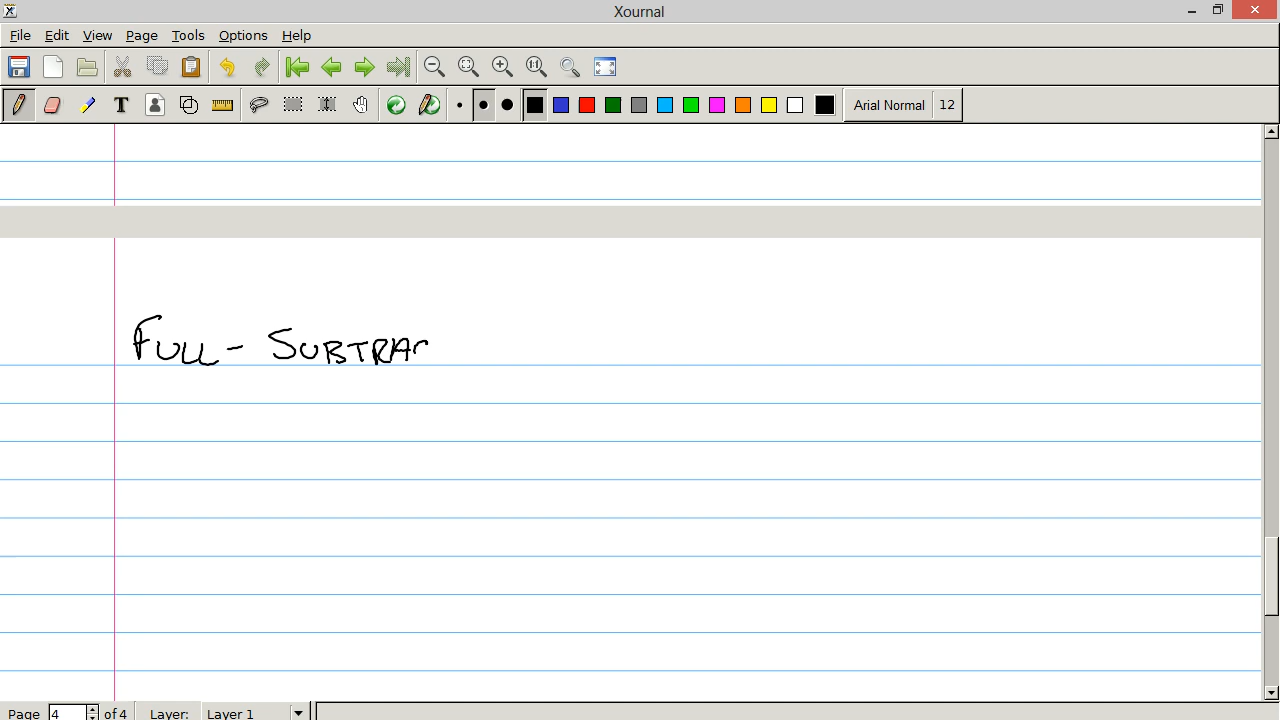 Xournal
File Edit View Page Tools Options Help
T Arial Normal 12
FULL - SUBTRAC
Page 4 of 4 Layer: Layer 1